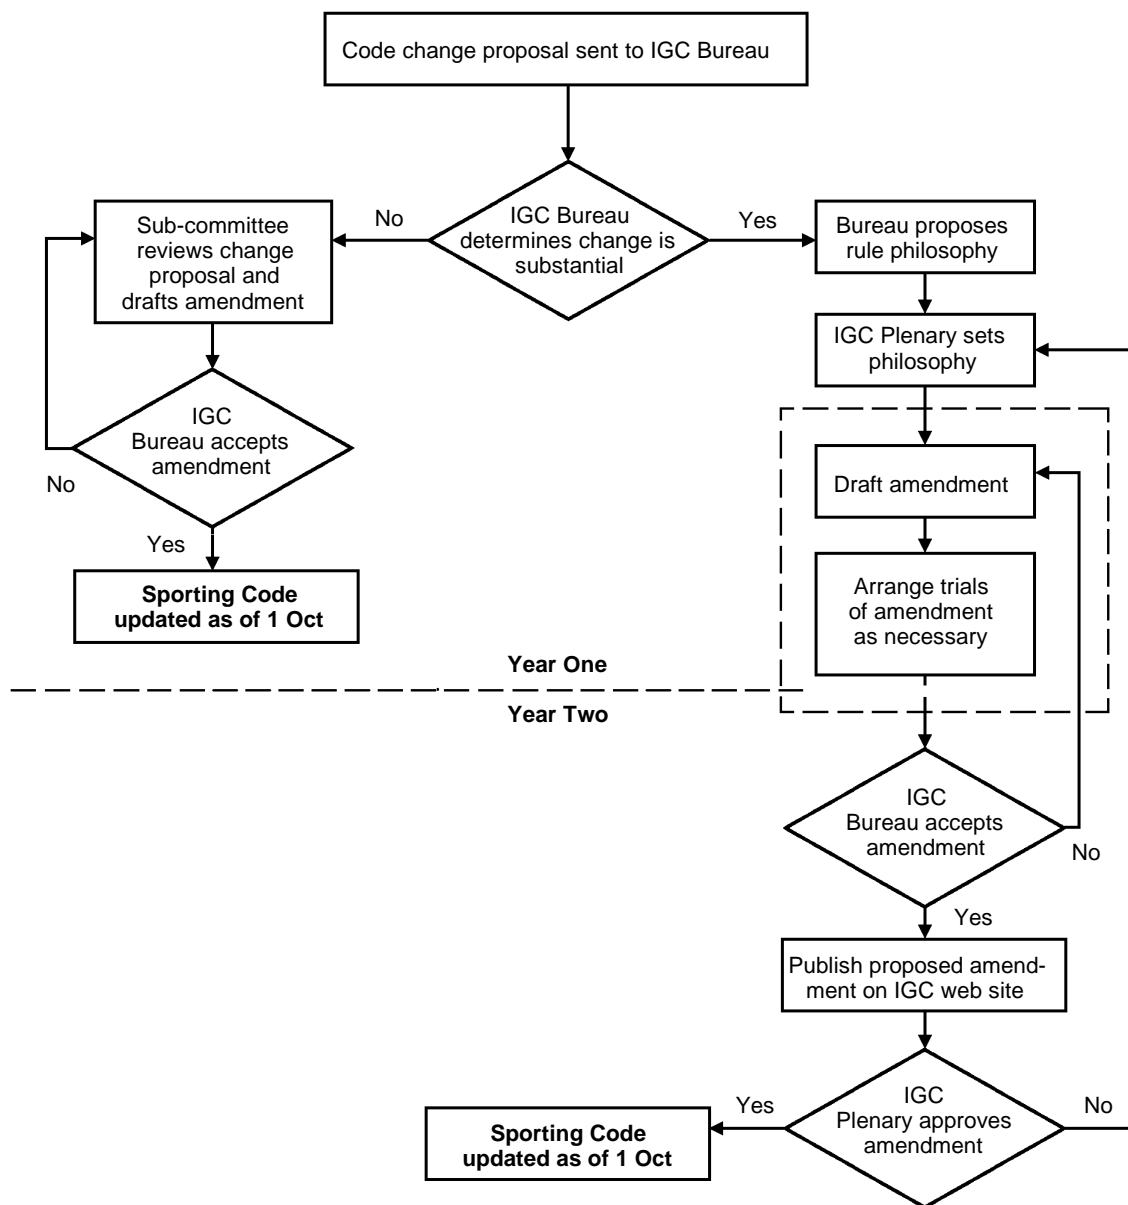 Code change proposal sent to IGC Bureau
IGC Bureau
determines change is
substantial
No
Yes
Sub-committee
reviews change
proposal and
drafts amendment
IGC
Bureau accepts
amendment
No
Yes
Sporting Code
updated as of 1 Oct
Bureau proposes
rule philosophy
IGC Plenary sets
philosophy
Draft amendment
Arrange trials
of amendment
as necessary
Year One
Year Two
IGC
Bureau accepts
amendment
No
Yes
Publish proposed amend-
ment on IGC web site
IGC
Plenary approves
amendment
Yes
No
Sporting Code
updated as of 1 Oct